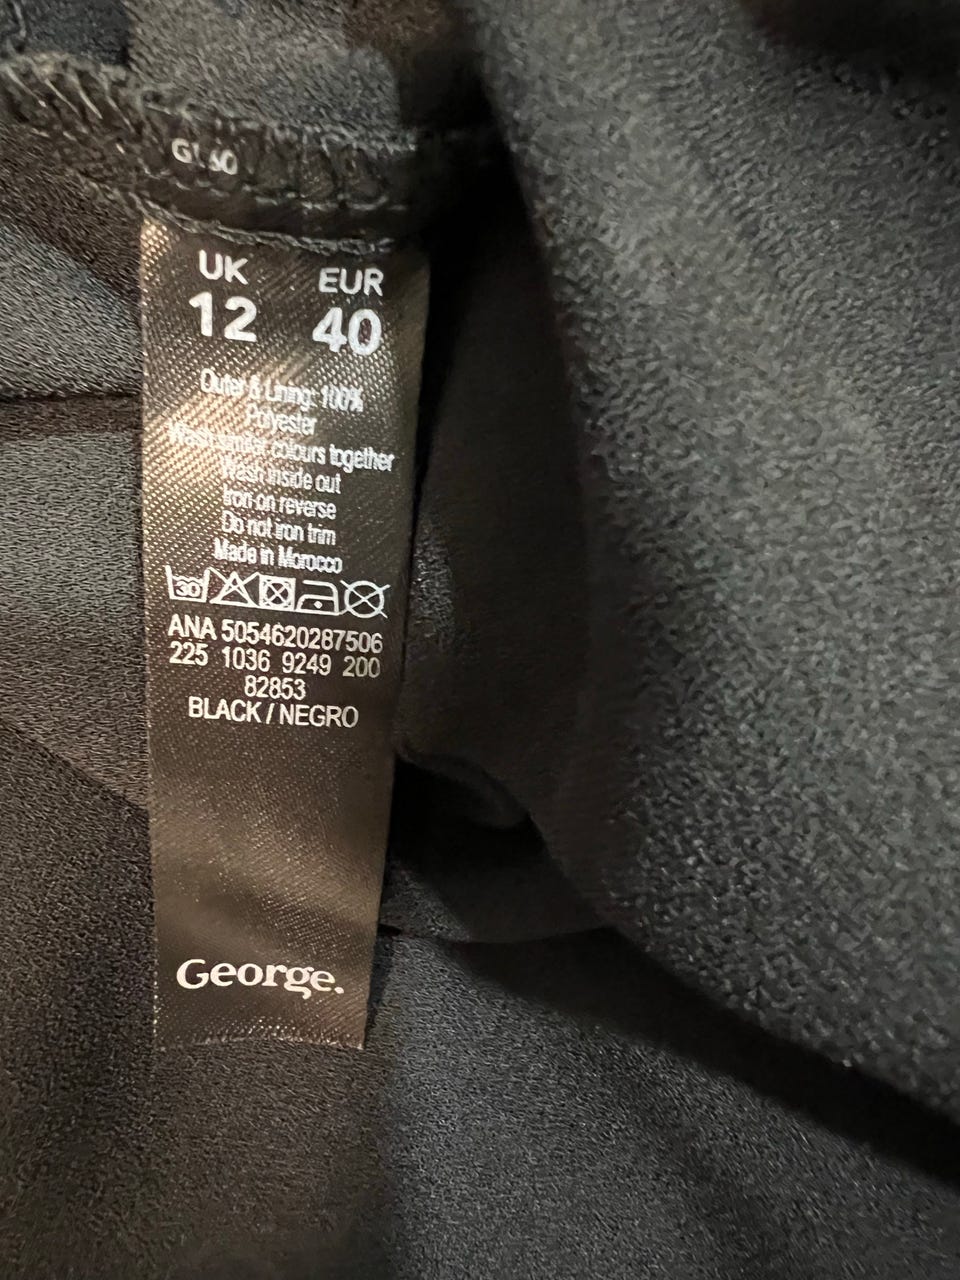 UK EUR
12 40
Outer & Lining: 100%
Polyester
Wash similar colours together
Wash inside out
Iron on reverse
Do not iron trim
Made in Morocco
30
ANA 5054620287506
225 1036 9249 200
82853
BLACK / NEGRO
George.